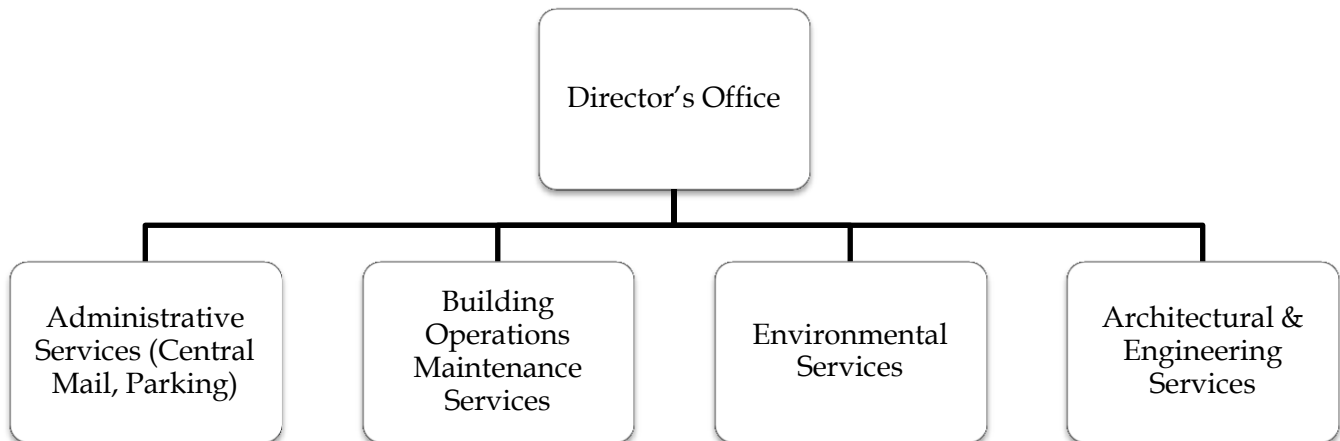 Director’s Office
Administrative
Services (Central
Mail, Parking)
Building
Operations
Maintenance
Services
Environmental
Services
Architectural &
Engineering
Services